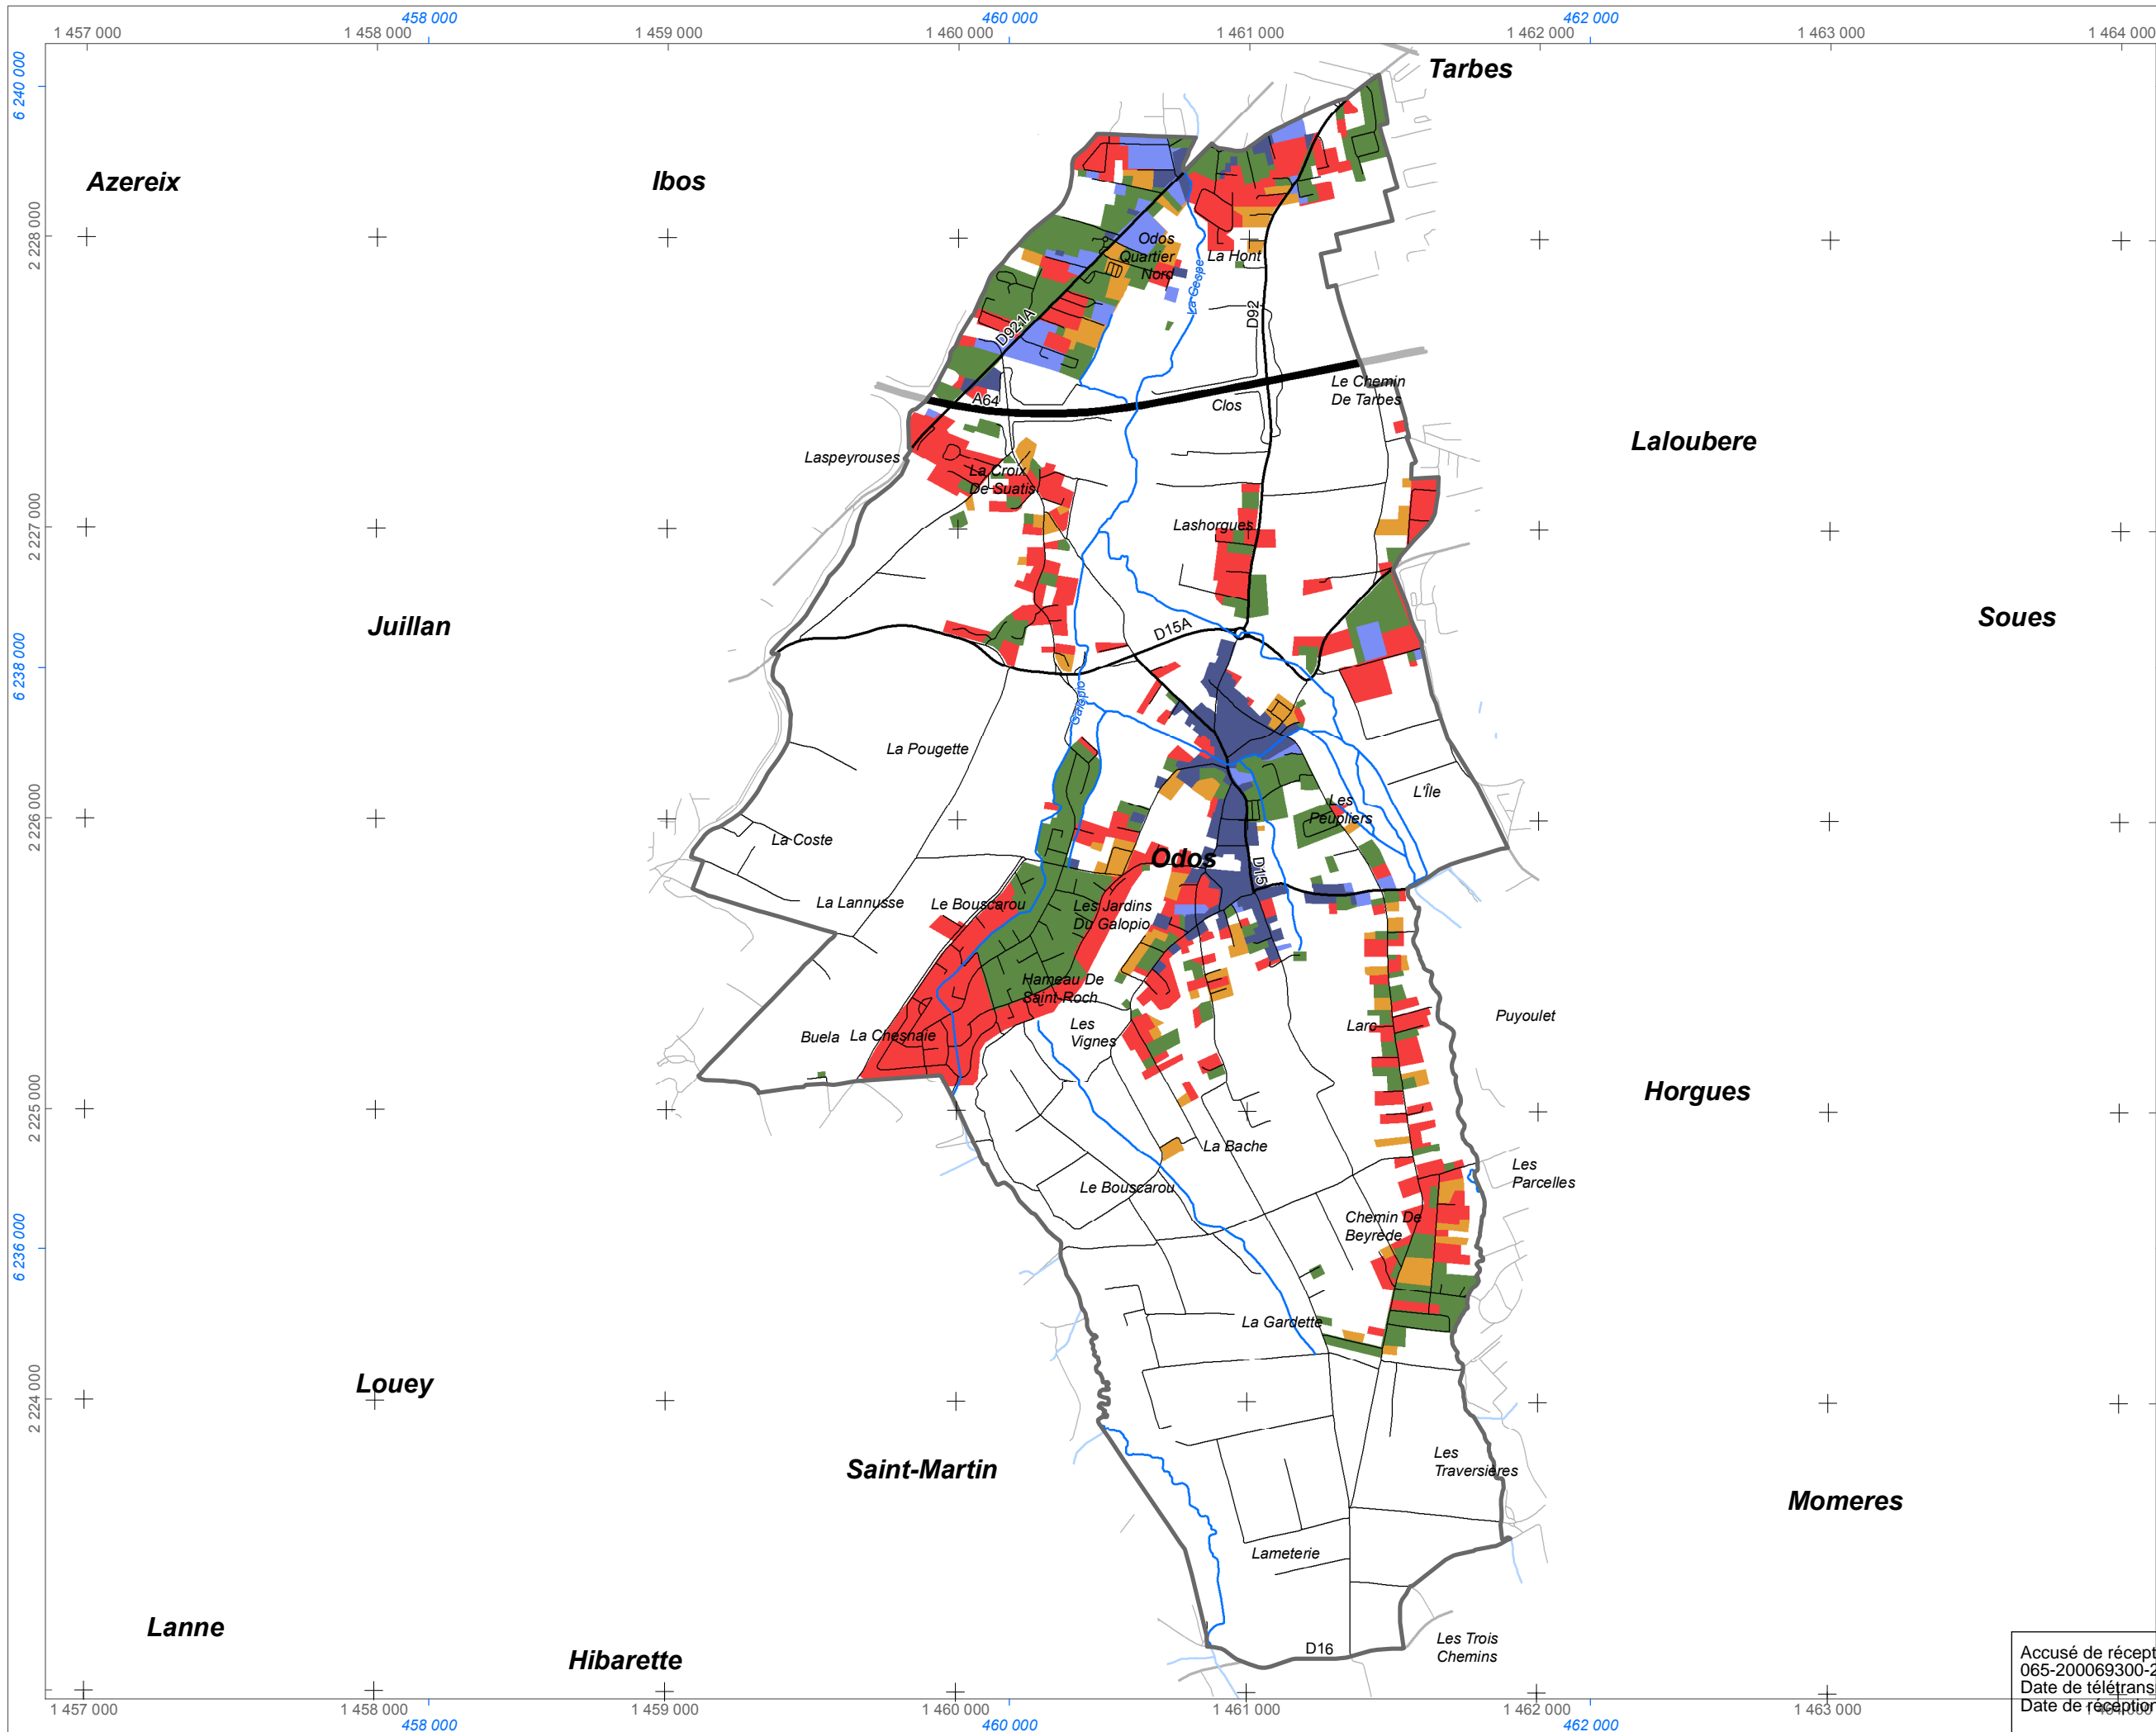 458 000
460 000
462 000
1 457 000
1 458 000
1 459 000
1 460 000
1 461 000
1 462 000
1 463 000
1 464 000
6 240 000
Tarbes
Azereix
Ibos
2 228 000
Odos
Quartier
Nord
La Hont
La Gespe
D92
D921A
Le Chemin
De Tarbes
A64
Clos
Laloubere
Laspeyrouses
La Croix
De Suatis
2 227 000
Lashorgues
Juillan
Soues
D15A
6 238 000
Galopio
La Pougette
L'Île
Les
Peupliers
2 226 000
La Coste
Odos
D15
La Lannusse
Le Bouscarou
Les Jardins
Du Galopio
Hameau De
Saint-Roch
Les
Vignes
Larc
Puyoulet
Buela
La Chesnaie
Horgues
2 225 000
La Bache
Les
Parcelles
Le Bouscarou
Chemin De
Beyrède
6 236 000
La Gardette
Louey
2 224 000
Saint-Martin
Les
Traversières
Momeres
Lameterie
Lanne
Hibarette
D16
Les Trois
Chemins
Accusé de récept
065-200069300-2
Date de télétrans
Date de réception
1 457 000
1 458 000
1 459 000
1 460 000
1 461 000
1 462 000
1 463 000
1 464 000
458 000
460 000
462 000